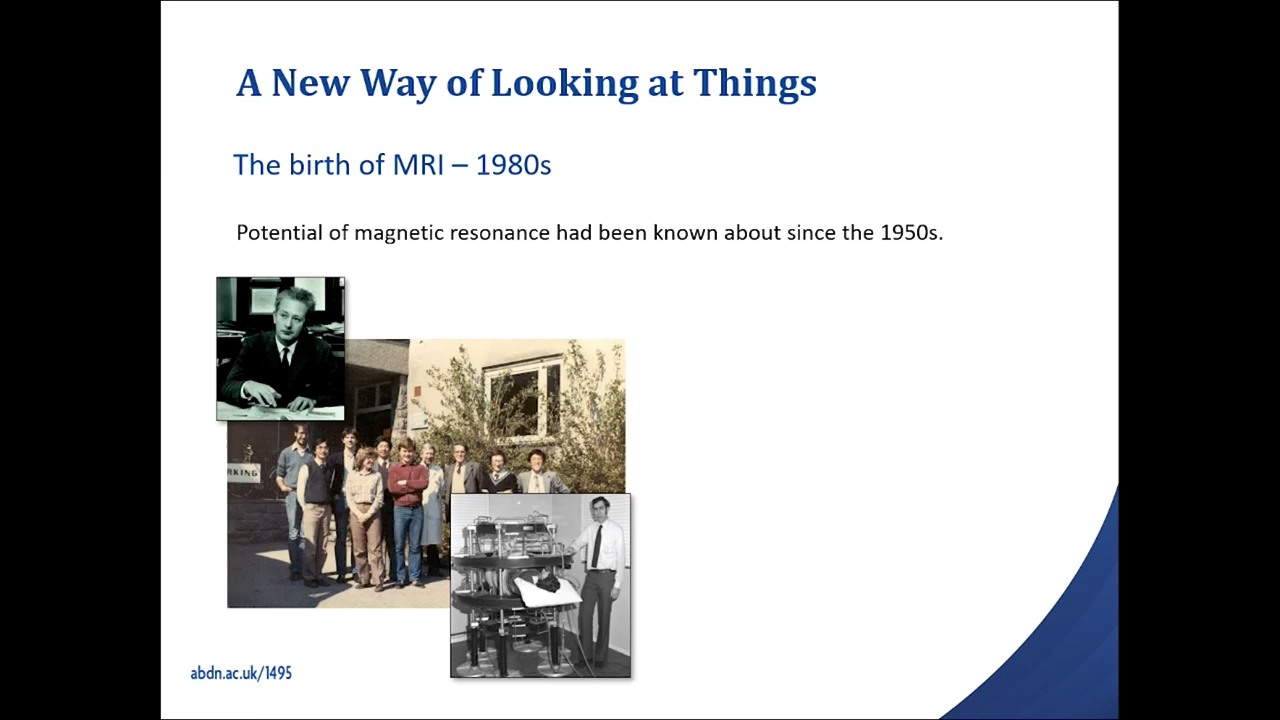 A New Way of Looking at Things
The birth of MRI – 1980s
Potential of magnetic resonance had been known about since the 1950s.
RKING
abdn.ac.uk/1495